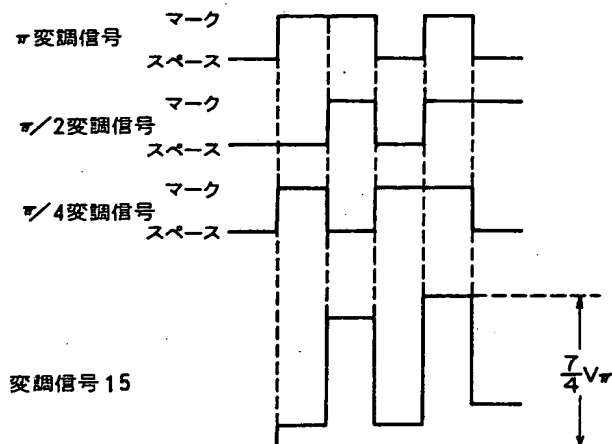 マーク
π変調信号
スペース
マーク
π/2変調信号
スペース
マーク
π/4変調信号
スペース
変調信号15
7/4 Vπ